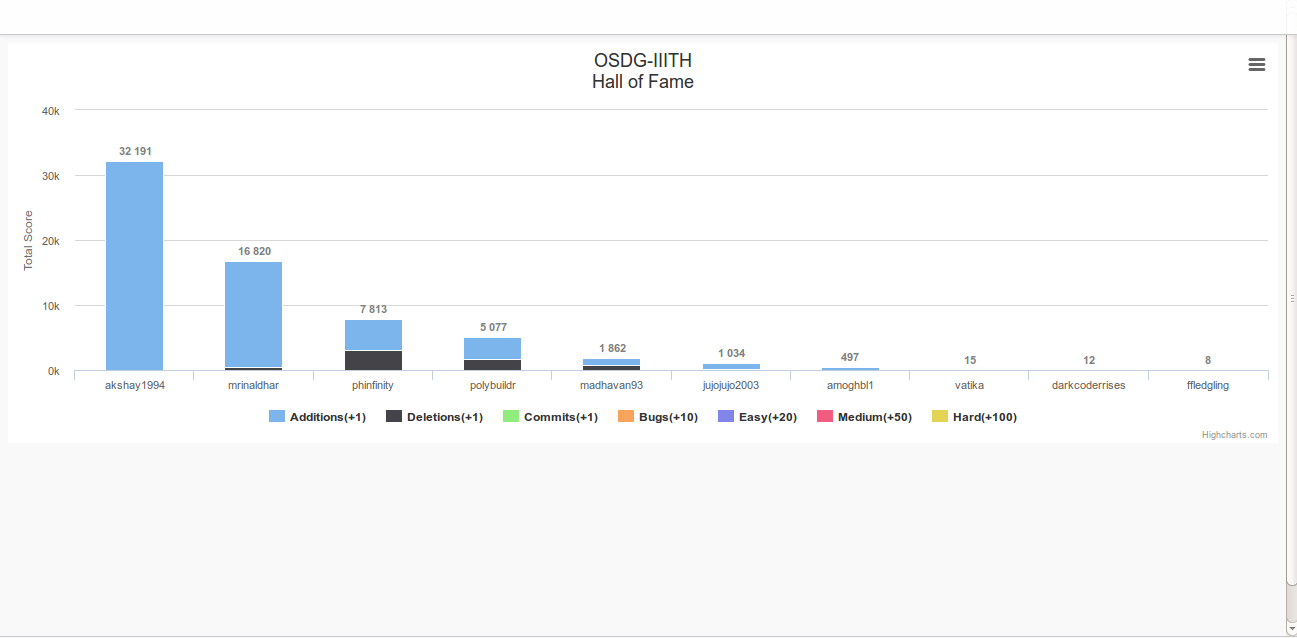 OSDG-IIITH
Hall of Fame
Total Score
40k
30k
20k
10k
0k
32 191
16 820
7 813
5 077
1 862
1 034
497
15
12
8
akshay1994
mrinaldhar
phinfinity
polybuildr
madhavan93
jujojujo2003
amoghbl1
vatika
darkcoderrises
ffledgling
Additions(+1) Deletions(+1) Commits(+1) Bugs(+10) Easy(+20) Medium(+50) Hard(+100)
Highcharts.com